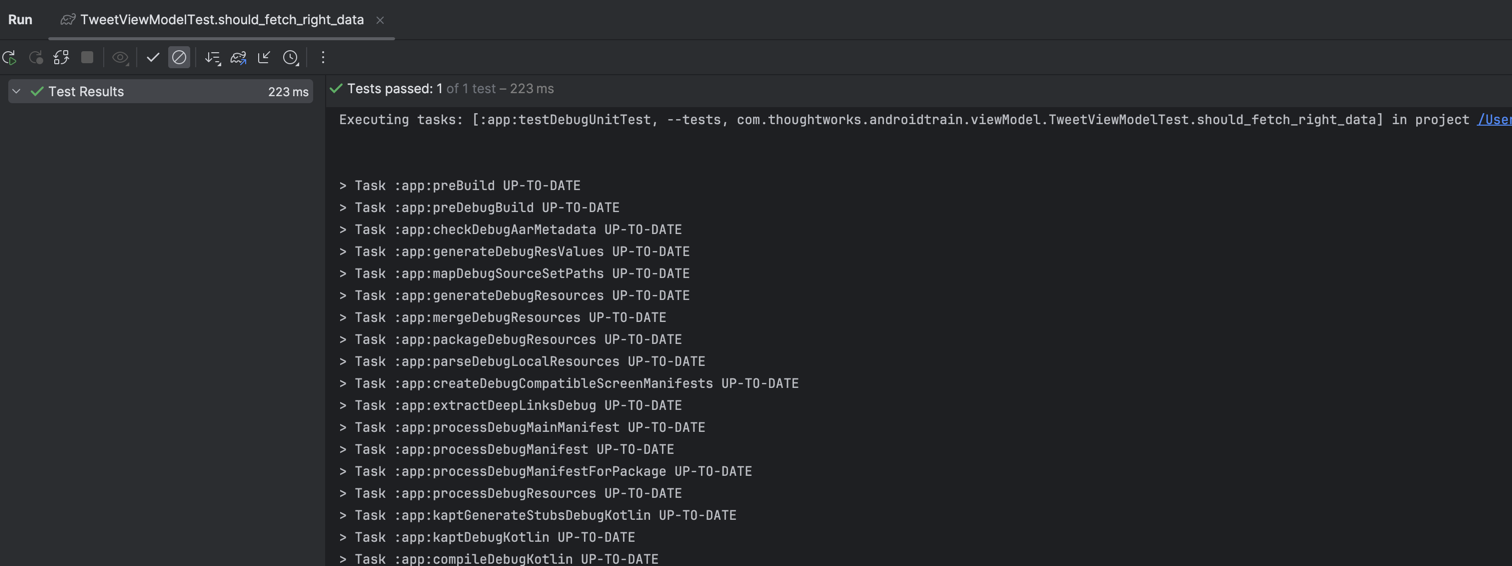 Run TweetViewModelTest.should_fetch_right_data
Test Results 223 ms
Tests passed: 1 of 1 test – 223 ms
Executing tasks: [:app:testDebugUnitTest, --tests, com.thoughtworks.androidtrain.viewModel.TweetViewModelTest.should_fetch_right_data] in project /User
> Task :app:preBuild UP-TO-DATE
> Task :app:preDebugBuild UP-TO-DATE
> Task :app:checkDebugAarMetadata UP-TO-DATE
> Task :app:generateDebugResValues UP-TO-DATE
> Task :app:mapDebugSourceSetPaths UP-TO-DATE
> Task :app:generateDebugResources UP-TO-DATE
> Task :app:mergeDebugResources UP-TO-DATE
> Task :app:packageDebugResources UP-TO-DATE
> Task :app:parseDebugLocalResources UP-TO-DATE
> Task :app:createDebugCompatibleScreenManifests UP-TO-DATE
> Task :app:extractDeepLinksDebug UP-TO-DATE
> Task :app:processDebugMainManifest UP-TO-DATE
> Task :app:processDebugManifest UP-TO-DATE
> Task :app:processDebugManifestForPackage UP-TO-DATE
> Task :app:processDebugResources UP-TO-DATE
> Task :app:kaptGenerateStubsDebugKotlin UP-TO-DATE
> Task :app:kaptDebugKotlin UP-TO-DATE
> Task :app:compileDebugKotlin UP-TO-DATE